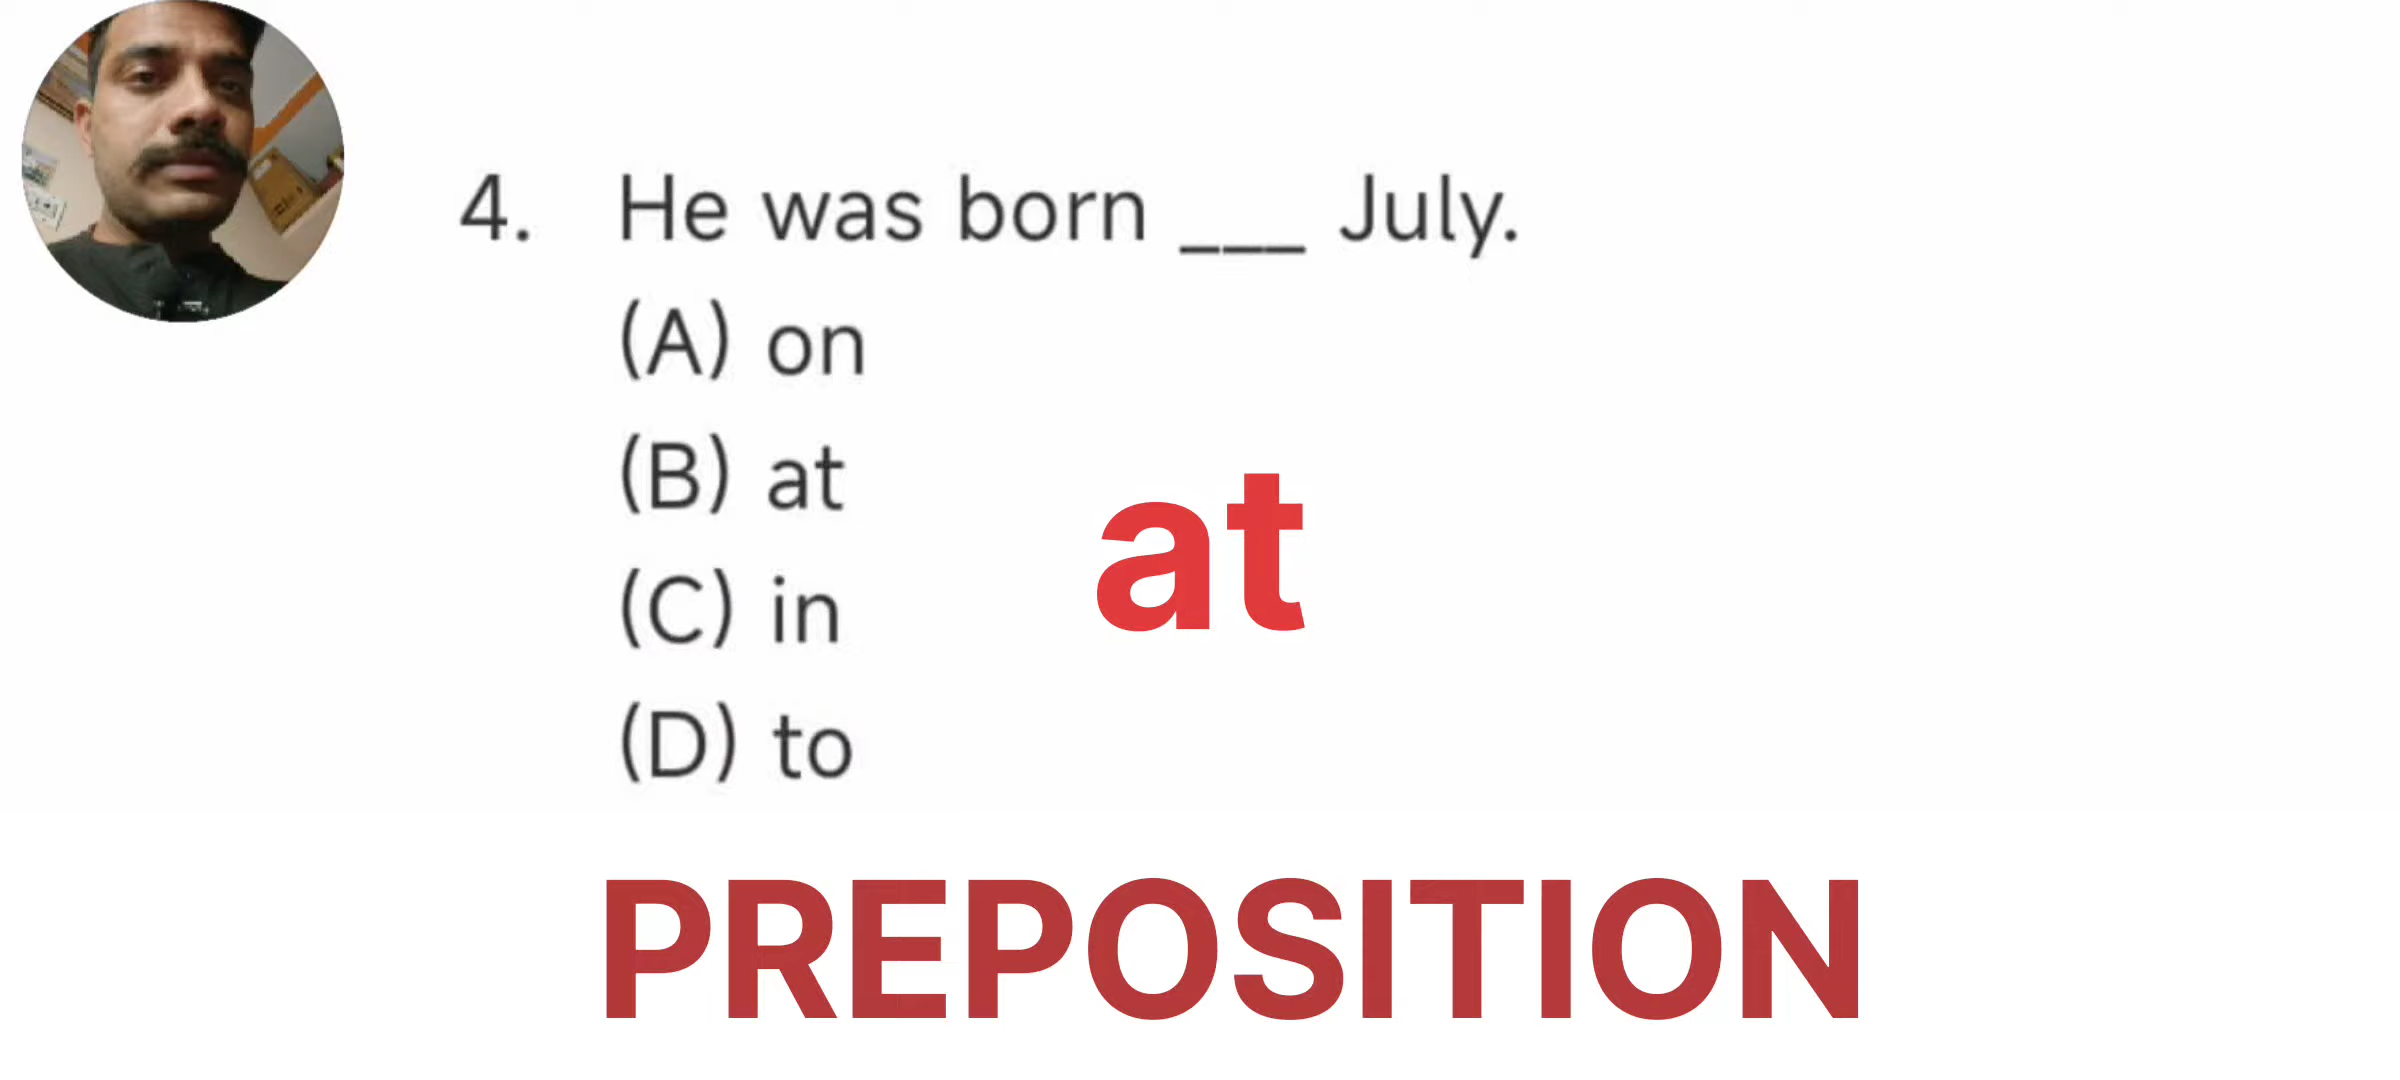 4. He was born ___ July.
(A) on
(B) at
at
(C) in
(D) to
PREPOSITION